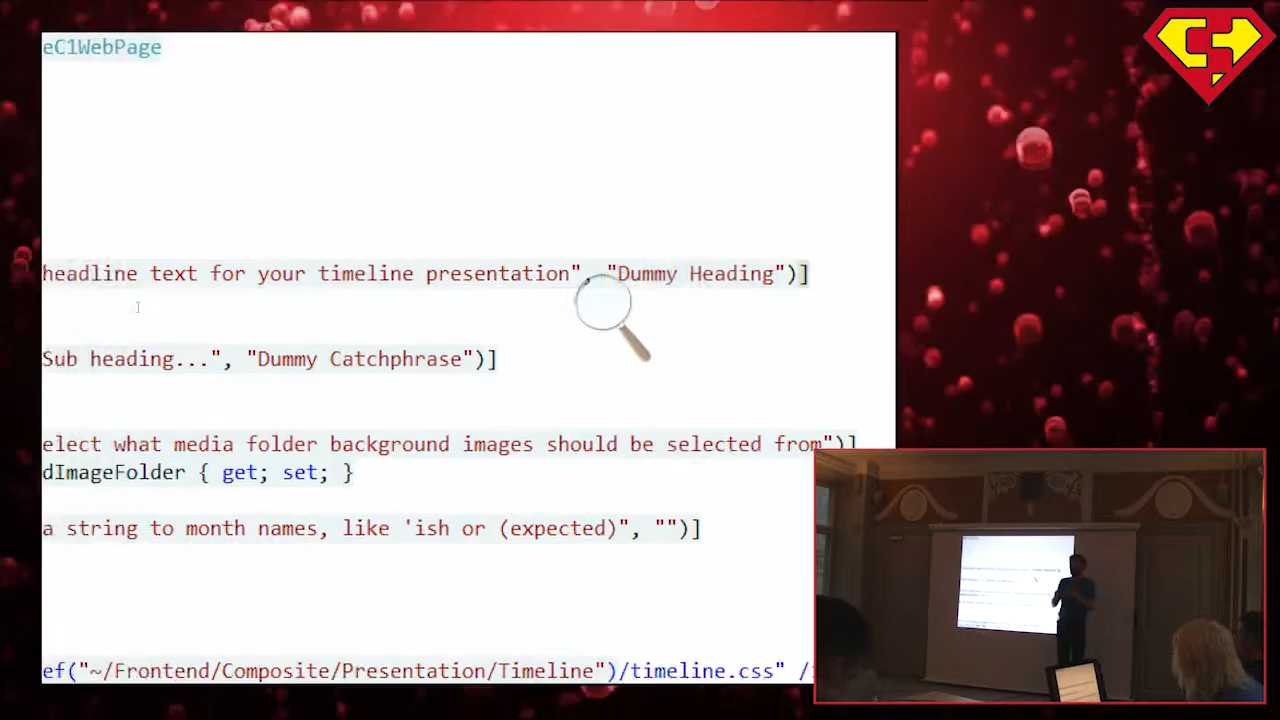 eC1WebPage
headline text for your timeline presentation", "Dummy Heading")]
Sub heading...", "Dummy Catchphrase")]
elect what media folder background images should be selected from")]
dImageFolder { get; set; }
a string to month names, like 'ish or (expected)", "")]
ef("~/Frontend/Composite/Presentation/Timeline")/timeline.css" /